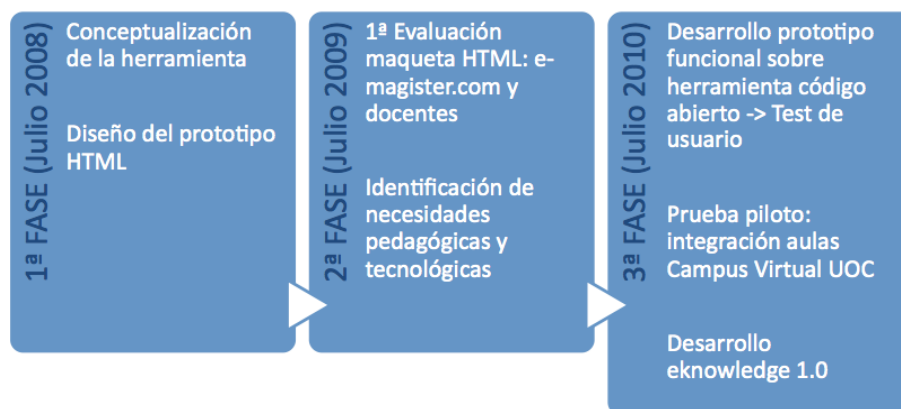 1ª FASE (Julio 2008)
Conceptualización
de la herramienta
Diseño del prototipo
HTML
2ª FASE (Julio 2009)
1ª Evaluación
maqueta HTML: e-
magister.com y
docentes
Identificación de
necesidades
pedagógicas y
tecnológicas
3ª FASE (Julio 2010)
Desarrollo prototipo
funcional sobre
herramienta código
abierto -> Test de
usuario
Prueba piloto:
integración aulas
Campus Virtual UOC
Desarrollo
eknowledge 1.0